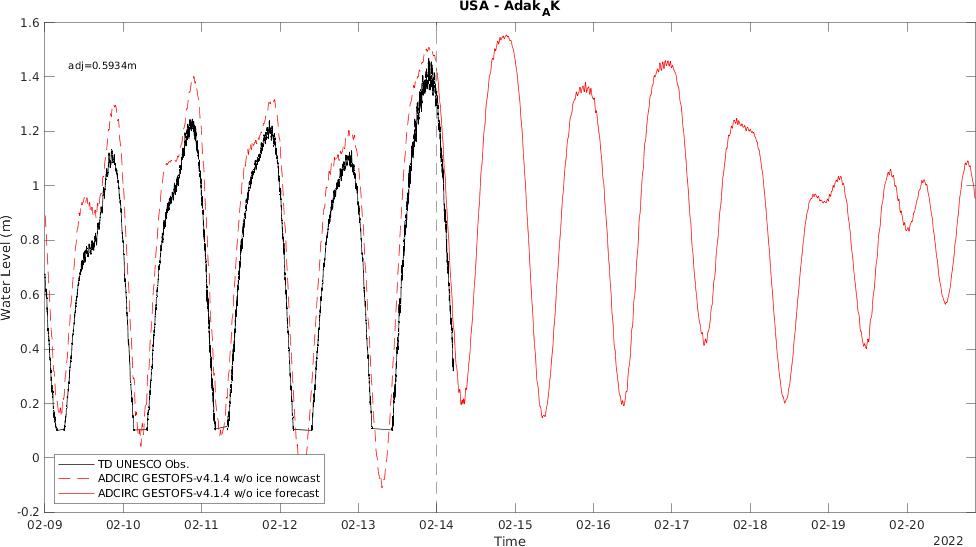 USA - AdakAK
adj=0.5934m
1.6
1.4
1.2
1
0.8
0.6
0.4
0.2
0
-0.2
Water Level (m)
TD UNESCO Obs.
ADCIRC GESTOFS-v4.1.4 w/o ice nowcast
ADCIRC GESTOFS-v4.1.4 w/o ice forecast
02-09 02-10 02-11 02-12 02-13 02-14 02-15 02-16 02-17 02-18 02-19 02-20
Time
2022